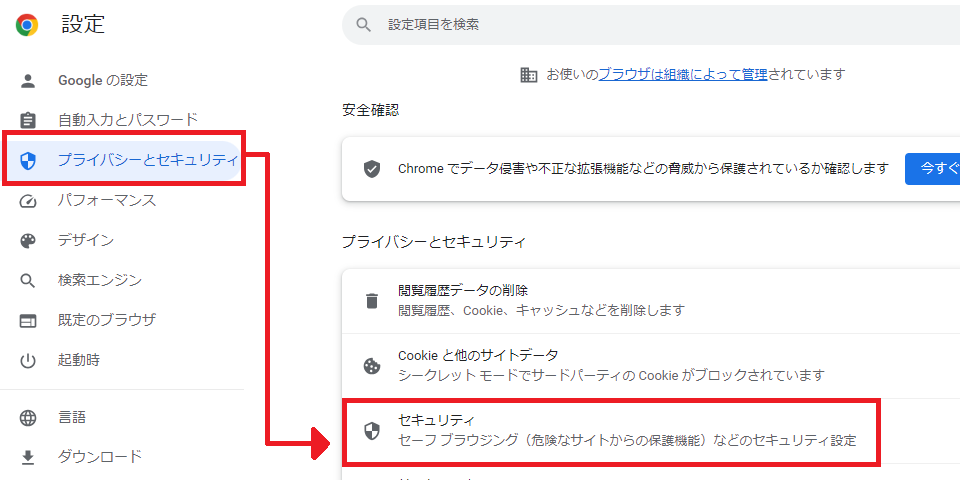 設定
設定項目を検索
Google の設定
自動入力とパスワード
プライバシーとセキュリティ
パフォーマンス
デザイン
検索エンジン
既定のブラウザ
起動時
言語
ダウンロード
お使いのブラウザは組織によって管理されています
安全確認
Chrome でデータ侵害や不正な拡張機能などの脅威から保護されているか確認します
今すぐ
プライバシーとセキュリティ
閲覧履歴データの削除
閲覧履歴、Cookie、キャッシュなどを削除します
Cookie と他のサイトデータ
シークレット モードでサードパーティの Cookie がブロックされています
セキュリティ
セーフ ブラウジング（危険なサイトからの保護機能）などのセキュリティ設定